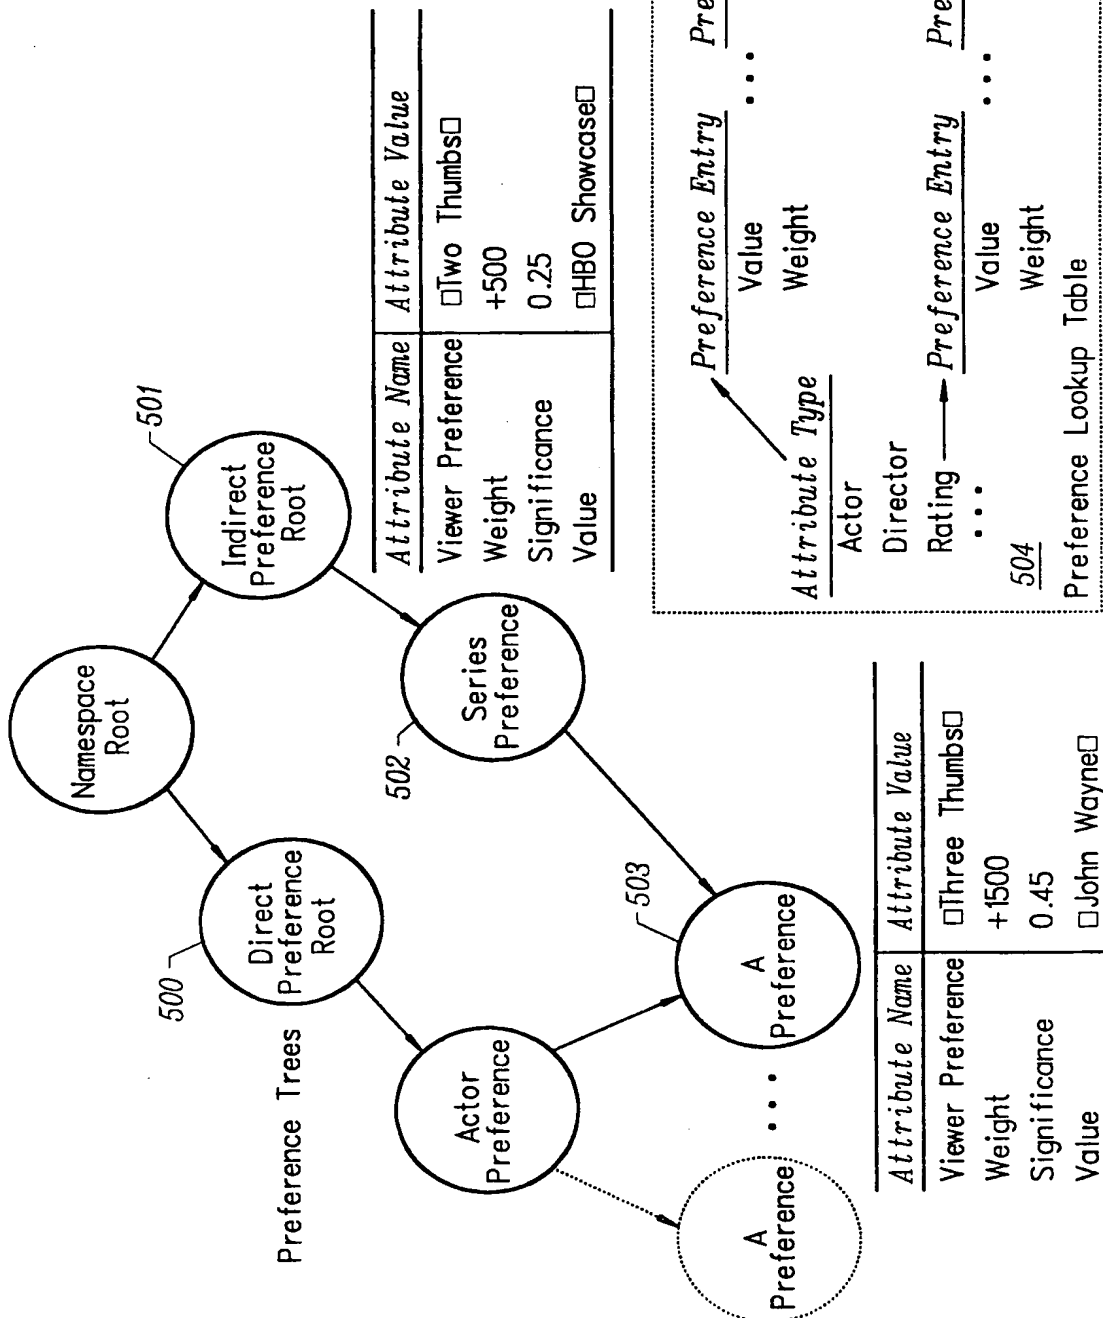 Preference Trees
Namespace
Root
500
Direct
Preference
Root
501
Indirect
Preference
Root
Actor
Preference
502
Series
Preference
A
Preference
• • •
503
A
Preference
Attribute Name Attribute Value
Viewer Preference □Two Thumbs□
Weight +500
Significance 0.25
Value □HBO Showcase□
Attribute Name Attribute Value
Viewer Preference □Three Thumbs□
Weight +1500
Significance 0.45
Value □John Wayne□
Attribute Type Preference Entry
Actor Value • • •
Director Weight
Rating Preference Entry
• • • Value • • •
Weight
504
Preference Lookup Table